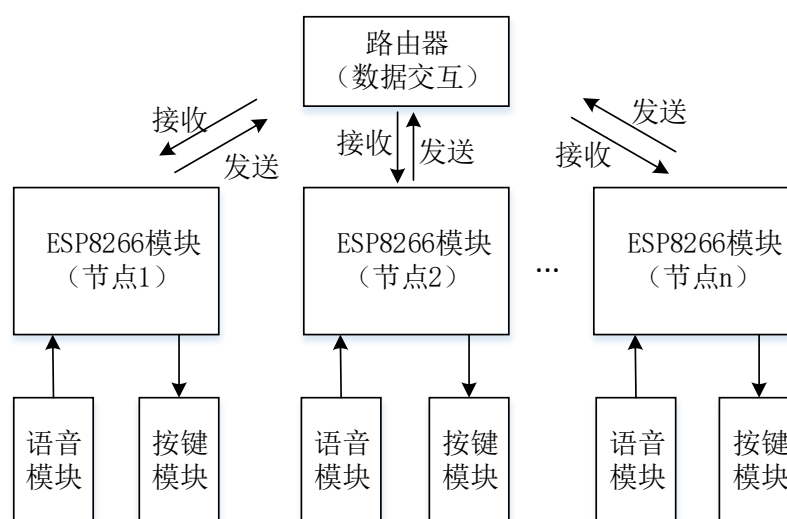 路由器
（数据交互）
接收
发送
接收
发送
发送
接收
ESP8266模块
（节点1）
ESP8266模块
（节点2）
...
ESP8266模块
（节点n）
语音
模块
按键
模块
语音
模块
按键
模块
语音
模块
按键
模块